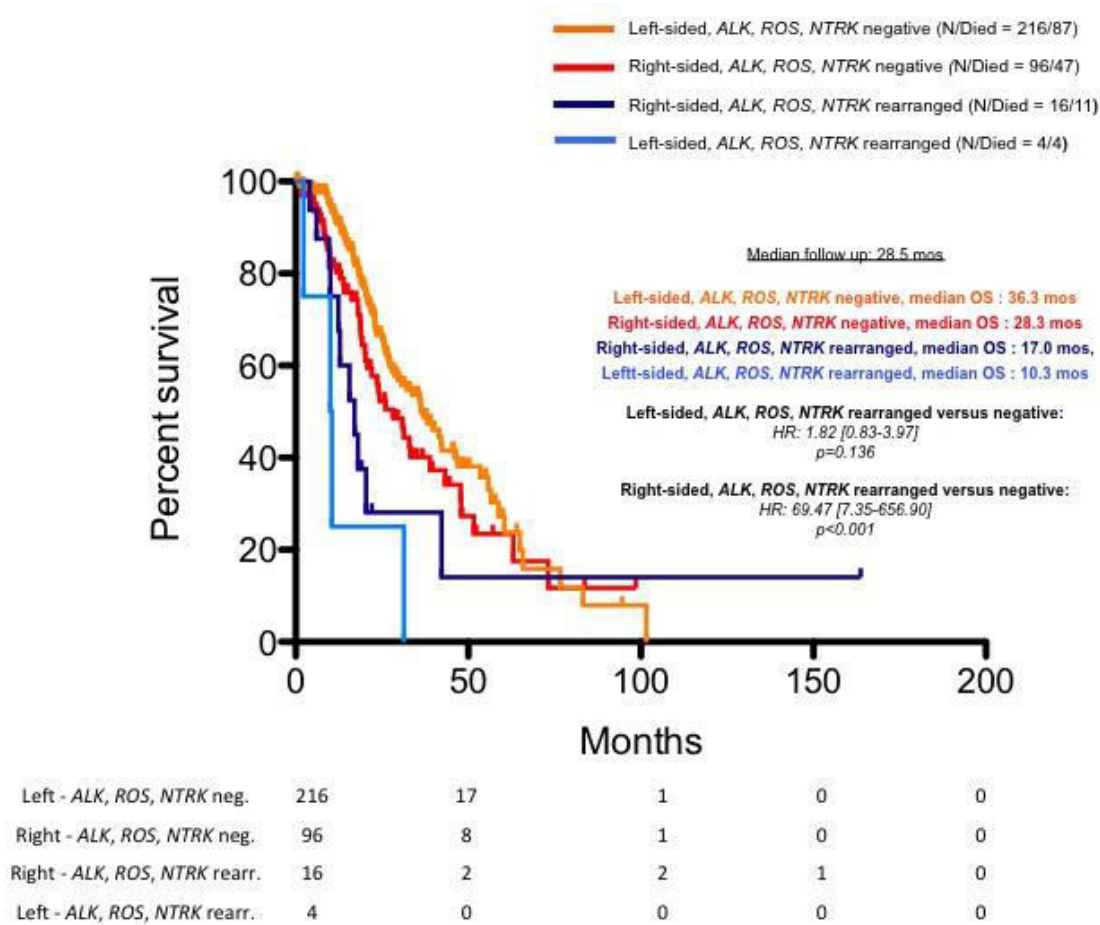 Left-sided, ALK, ROS, NTRK negative (N/Died = 216/87)
Right-sided, ALK, ROS, NTRK negative (N/Died = 96/47)
Right-sided, ALK, ROS, NTRK rearranged (N/Died = 16/11)
Left-sided, ALK, ROS, NTRK rearranged (N/Died = 4/4)
Median follow up: 28.5 mos
Left-sided, ALK, ROS, NTRK negative, median OS : 36.3 mos
Right-sided, ALK, ROS, NTRK negative, median OS : 28.3 mos
Right-sided, ALK, ROS, NTRK rearranged, median OS : 17.0 mos,
Leftt-sided, ALK, ROS, NTRK rearranged, median OS : 10.3 mos
Left-sided, ALK, ROS, NTRK rearranged versus negative:
HR: 1.82 [0.83-3.97]
p=0.136
Right-sided, ALK, ROS, NTRK rearranged versus negative:
HR: 69.47 [7.35-656.90]
p<0.001
Percent survival
100
80
60
40
20
0
0 50 100 150 200
Months
Left - ALK, ROS, NTRK neg. 216 17 1 0 0
Right - ALK, ROS, NTRK neg. 96 8 1 0 0
Right - ALK, ROS, NTRK rearr. 16 2 2 1 0
Left - ALK, ROS, NTRK rearr. 4 0 0 0 0